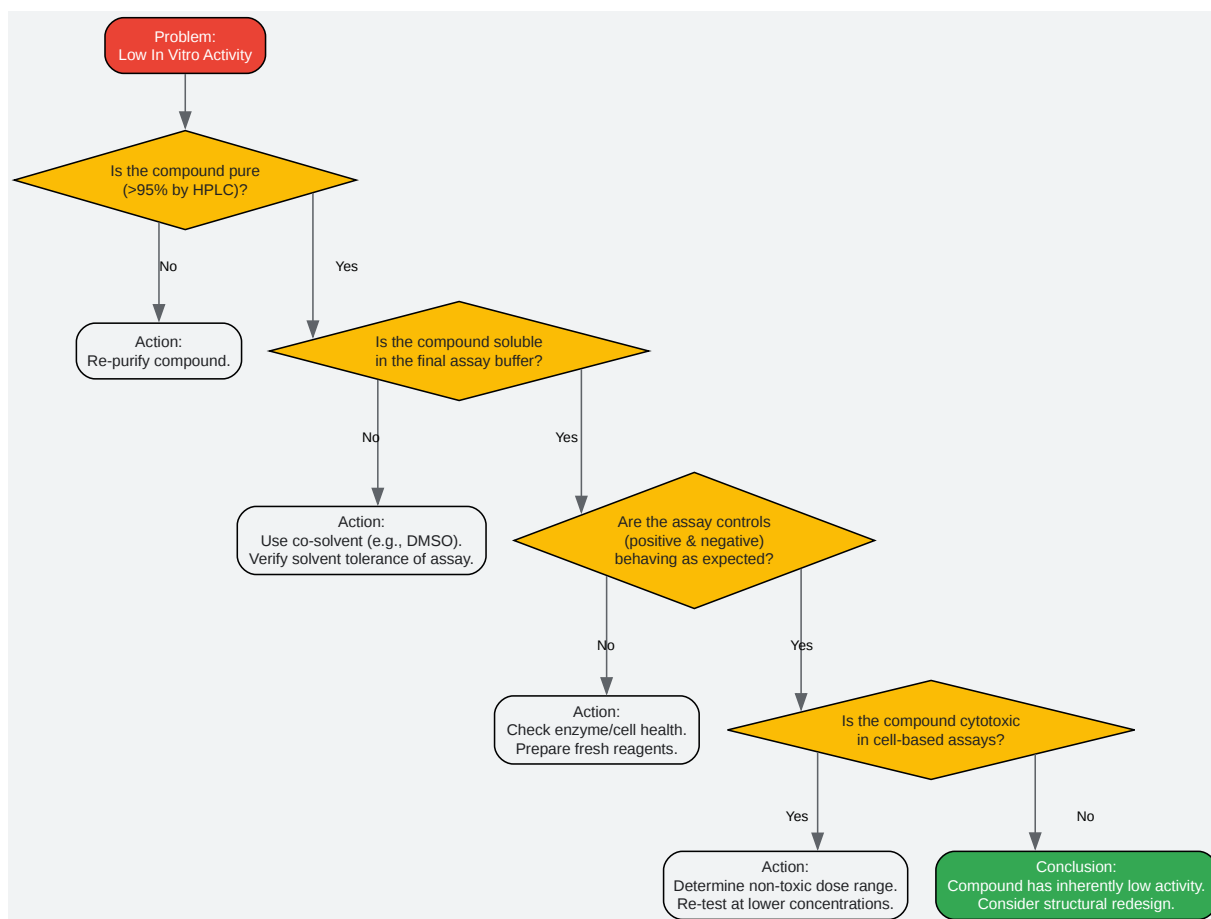 Problem:
Low In Vitro Activity
Is the compound pure
(>95% by HPLC)?
No
Yes
Action:
Re-purify compound.
Is the compound soluble
in the final assay buffer?
No
Yes
Action:
Use co-solvent (e.g., DMSO).
Verify solvent tolerance of assay.
Are the assay controls
(positive & negative)
behaving as expected?
No
Yes
Action:
Check enzyme/cell health.
Prepare fresh reagents.
Is the compound cytotoxic
in cell-based assays?
Yes
No
Action:
Determine non-toxic dose range.
Re-test at lower concentrations.
Conclusion:
Compound has inherently low activity.
Consider structural redesign.